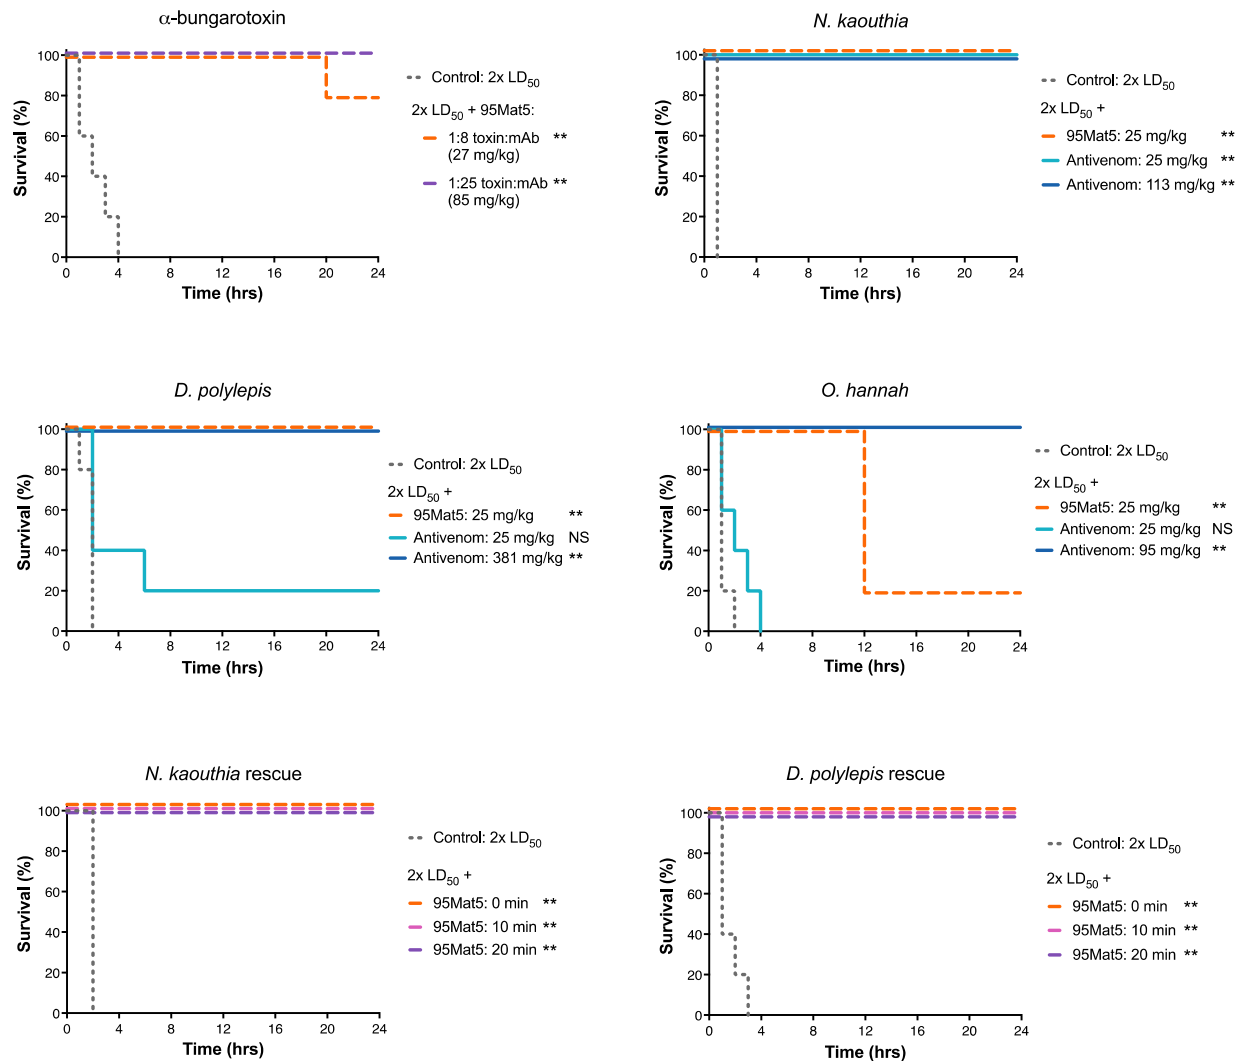 α-bungarotoxin
Survival (%)
100
80
60
40
20
0
0 4 8 12 16 20 24
Time (hrs)
Control: 2x LD50
2x LD50 + 95Mat5:
1:8 toxin:mAb **
(27 mg/kg)
1:25 toxin:mAb **
(85 mg/kg)
N. kaouthia
Survival (%)
100
80
60
40
20
0
0 4 8 12 16 20 24
Time (hrs)
Control: 2x LD50
2x LD50 +
95Mat5: 25 mg/kg **
Antivenom: 25 mg/kg **
Antivenom: 113 mg/kg **
D. polylepis
Survival (%)
100
80
60
40
20
0
0 4 8 12 16 20 24
Time (hrs)
Control: 2x LD50
2x LD50 +
95Mat5: 25 mg/kg **
Antivenom: 25 mg/kg NS
Antivenom: 381 mg/kg **
O. hannah
Survival (%)
100
80
60
40
20
0
0 4 8 12 16 20 24
Time (hrs)
Control: 2x LD50
2x LD50 +
95Mat5: 25 mg/kg **
Antivenom: 25 mg/kg NS
Antivenom: 95 mg/kg **
N. kaouthia rescue
Survival (%)
100
80
60
40
20
0
0 4 8 12 16 20 24
Time (hrs)
Control: 2x LD50
2x LD50 +
95Mat5: 0 min **
95Mat5: 10 min **
95Mat5: 20 min **
D. polylepis rescue
Survival (%)
100
80
60
40
20
0
0 4 8 12 16 20 24
Time (hrs)
Control: 2x LD50
2x LD50 +
95Mat5: 0 min **
95Mat5: 10 min **
95Mat5: 20 min **